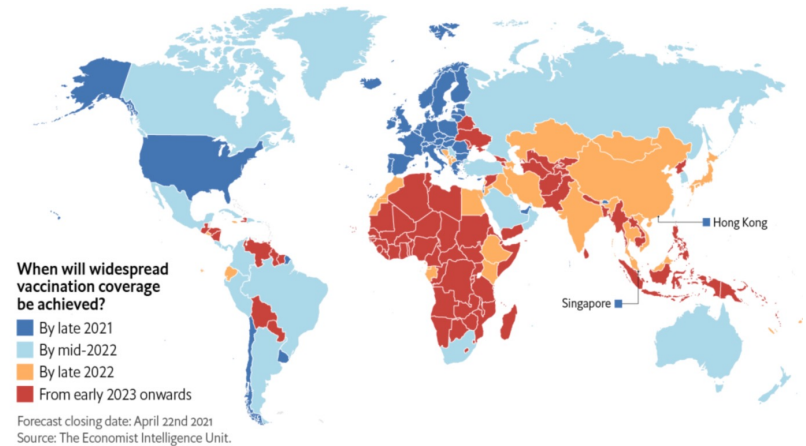 Hong Kong
Singapore
When will widespread
vaccination coverage
be achieved?
By late 2021
By mid-2022
By late 2022
From early 2023 onwards
Forecast closing date: April 22nd 2021
Source: The Economist Intelligence Unit.